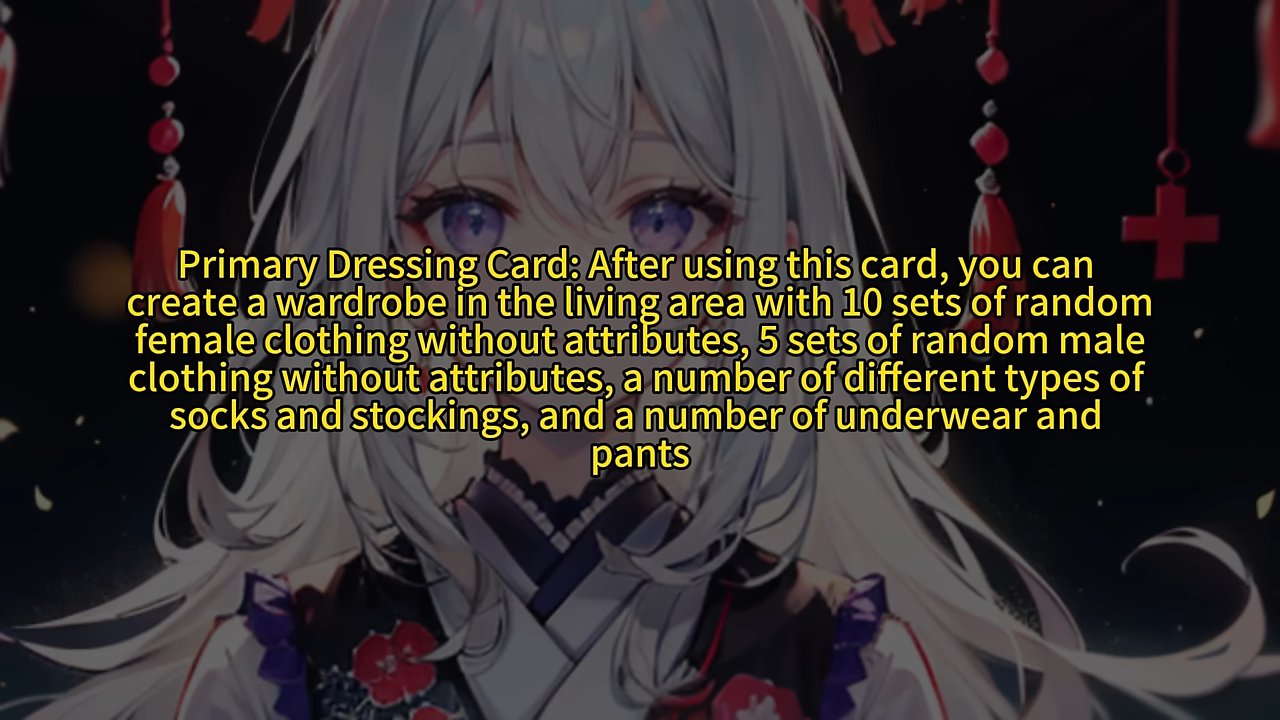 Primary Dressing Card: After using this card, you can
create a wardrobe in the living area with 10 sets of random
female clothing without attributes, 5 sets of random male
clothing without attributes, a number of different types of
socks and stockings, and a number of underwear and
pants